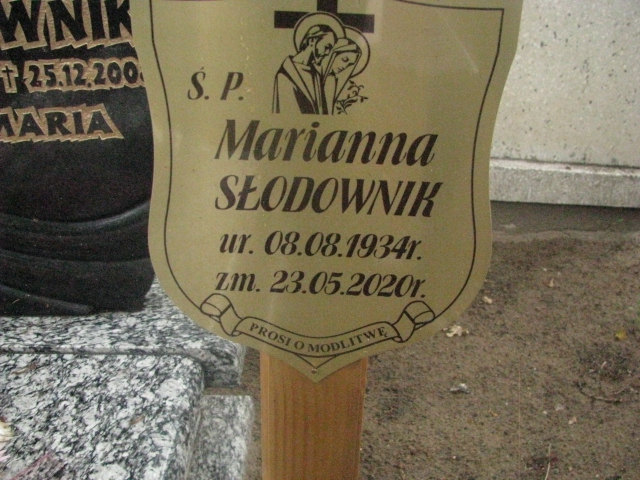 WNIK
✝ 25.12.200
MARIA
Ś. P.
Marianna
SŁODOWNIK
ur. 08.08.1934r.
zm. 23.05.2020r.
PROSI O MODLITWĘ